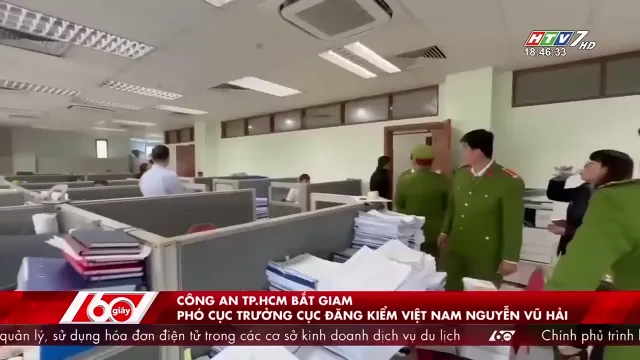 HTV7 HD
18:46:33
60 giây
CÔNG AN TP.HCM BẮT GIAM
PHÓ CỤC TRƯỞNG CỤC ĐĂNG KIỂM VIỆT NAM NGUYỄN VŨ HẢI
quản lý, sử dụng hóa đơn điện tử trong các cơ sở kinh doanh dịch vụ du lịch 60 Chính phủ trình